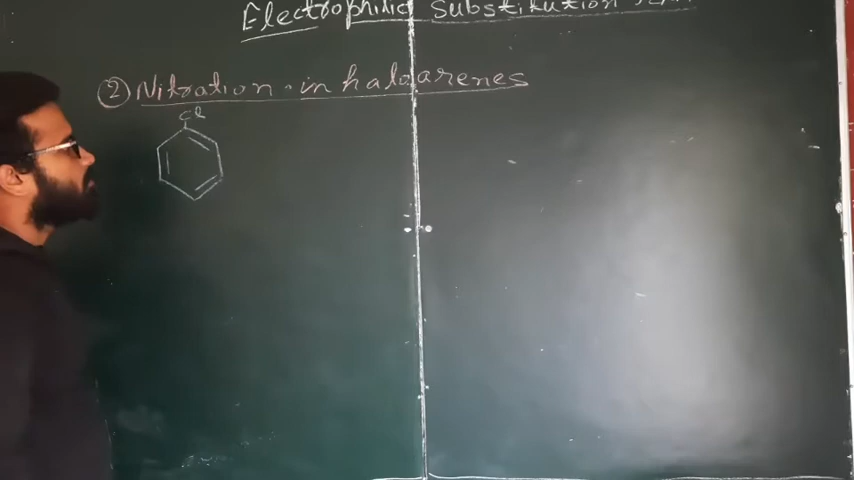 Electrophilic Substitution
② Nitration in haloarenes
Cl